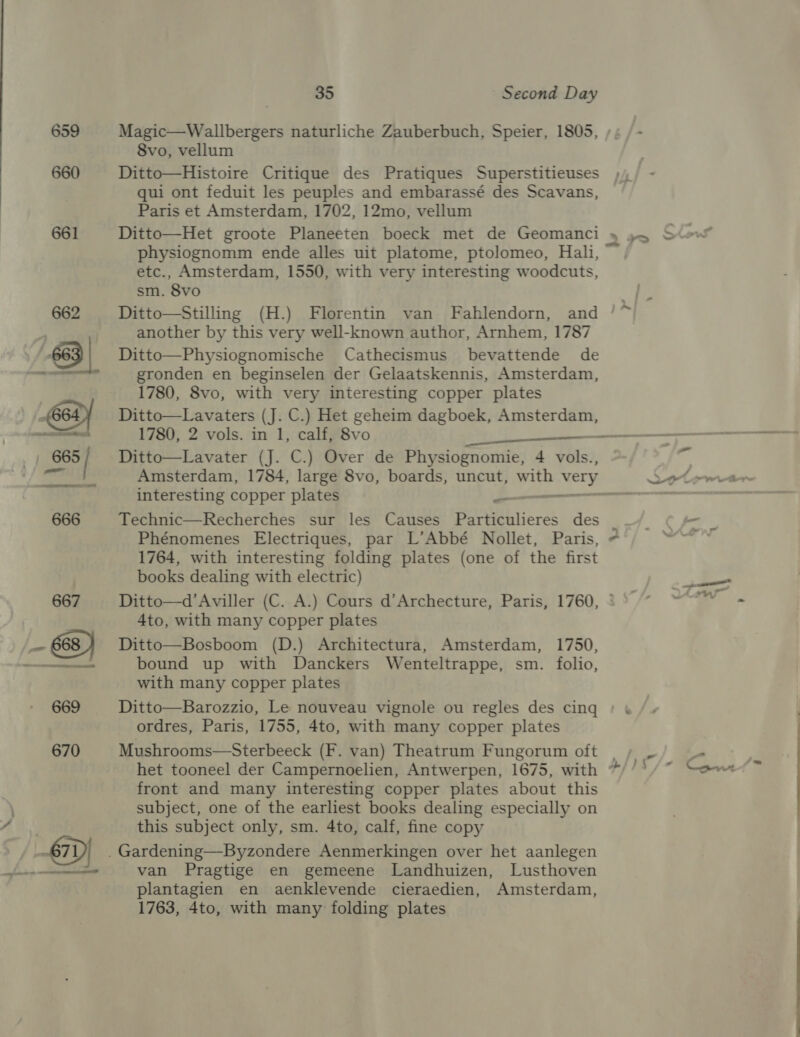 35 Second Day
659 Magic—Wallbergers naturliche Zauberbuch, Speier, 1805,
8vo, vellum
660 Ditto—Histoire Critique des Pratiques Superstitieuses
qui ont feduit les peuples and embarassé des Scavans,
Paris et Amsterdam, 1702, 12mo, vellum
661 Ditto—Het groote Planeeten boeck met de Geomanci
physiognomm ende alles uit platome, ptolomeo, Hali,
etc., Amsterdam, 1550, with very interesting woodcuts,
sm. 8vo
662 Ditto—Stilling (H.) Florentin van Fahlendorn, and
another by this very well-known author, Arnhem, 1787
663 Ditto—Physiognomische Cathecismus bevattende de
gronden en beginselen der Gelaatskennis, Amsterdam,
1780, 8vo, with very interesting copper plates
664 Ditto—Lavaters (J. C.) Het geheim dagboek, Amsterdam,
1780, 2 vols. in 1, calf, 8vo
665 Ditto—Lavater (J. C.) Over de Physiognomie, 4 vols.,
Amsterdam, 1784, large 8vo, boards, uncut, with very
interesting copper plates
666 Technic—Recherches sur les Causes Particulieres des
Phénomenes Electriques, par L'Abbé Nollet, Paris,
1764, with interesting folding plates (one of the first
books dealing with electric)
667 Ditto—d'Aviller (C. A.) Cours d'Archecture, Paris, 1760,
4to, with many copper plates
668 Ditto—Bosboom (D.) Architectura, Amsterdam, 1750,
bound up with Danckers Wenteltrappe, sm. folio,
with many copper plates
669 Ditto—Barozzio, Le nouveau vignole ou regles des cinq
ordres, Paris, 1755, 4to, with many copper plates
670 Mushrooms—Sterbeeck (F. van) Theatrum Fungorum oft
het tooneel der Campernoelien, Antwerpen, 1675, with
front and many interesting copper plates about this
subject, one of the earliest books dealing especially on
this subject only, sm. 4to, calf, fine copy
671 Gardening—Byzondere Aenmerkingen over het aanlegen
van Pragtige en gemeene Landhuizen, Lusthoven
plantagien en aenklevende cieraedien, Amsterdam,
1763, 4to, with many folding plates